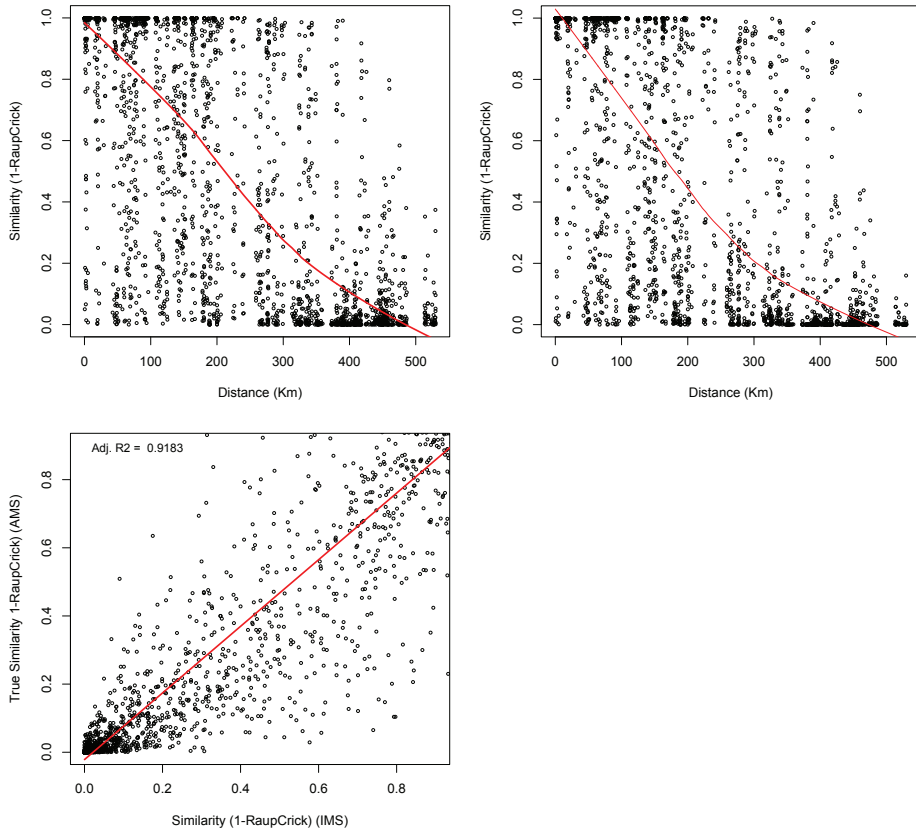 1.0
0.8
0.6
0.4
0.2
0.0
Similarity (1-RaupCrick)
0 100 200 300 400 500
Distance (Km)
1.0
0.8
0.6
0.4
0.2
0.0
Similarity (1-RaupCrick)
0 100 200 300 400 500
Distance (Km)
Adj. R2 = 0.9183
0.8
0.6
0.4
0.2
0.0
True Similarity 1-RaupCrick) (AMS)
0.0 0.2 0.4 0.6 0.8
Similarity (1-RaupCrick) (IMS)